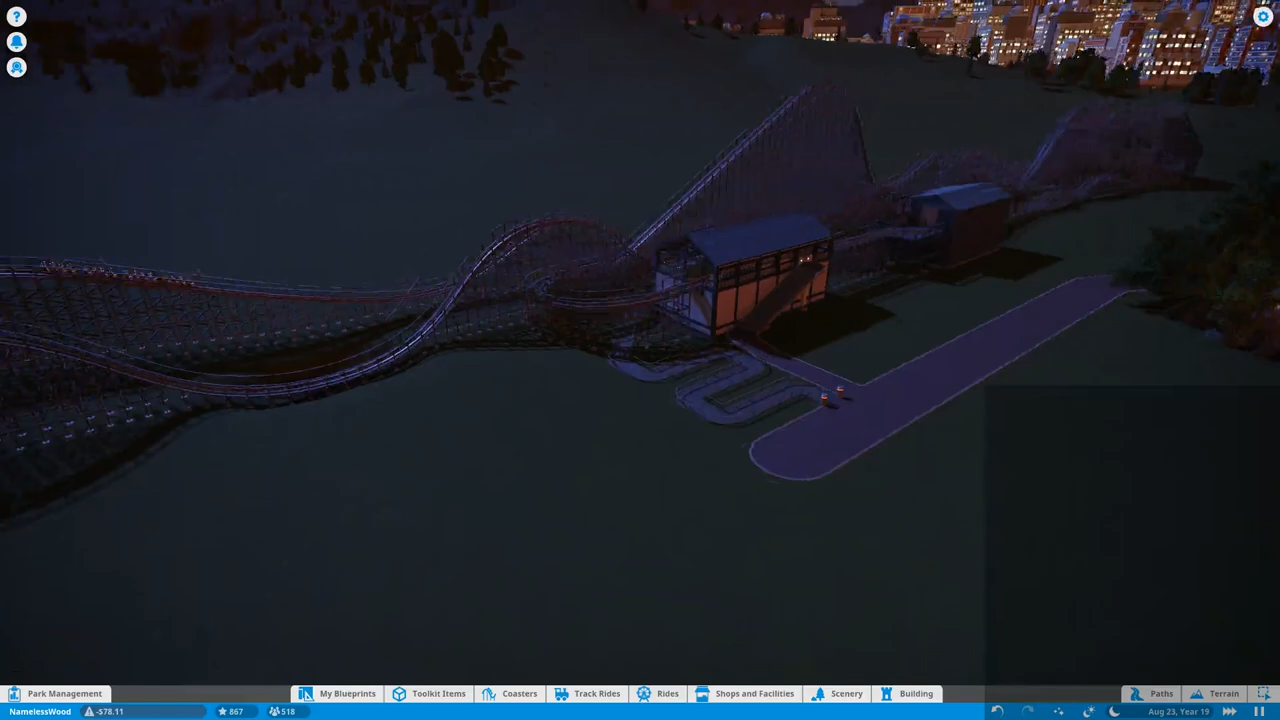 ?
Park Management
My Blueprints
Toolkit Items
Coasters
Track Rides
Rides
Shops and Facilities
Scenery
Building
Paths
Terrain
NamelessWood
-$78.11
867
518
Aug 23, Year 19